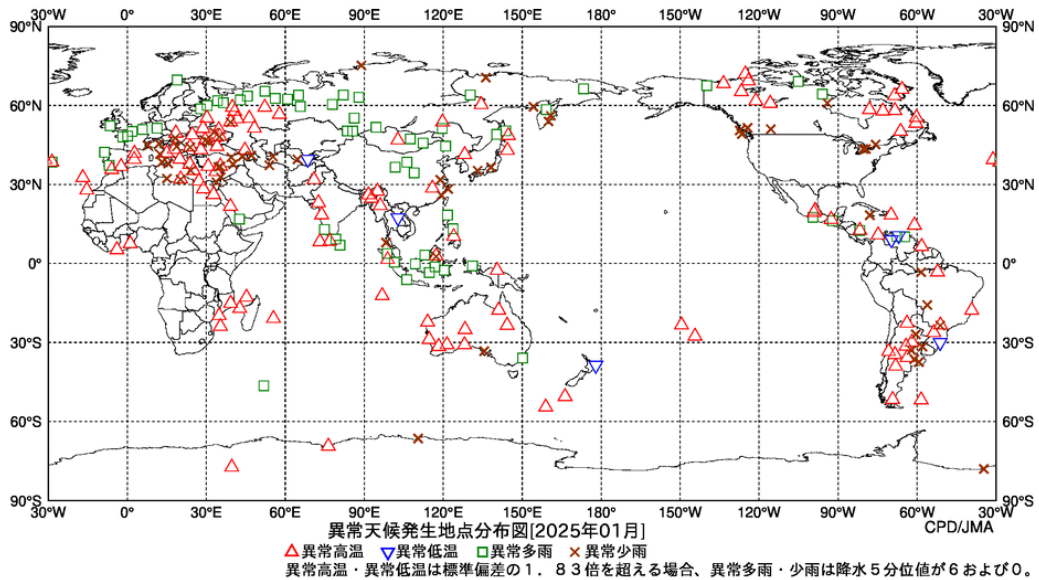 30°W 0° 30°E 60°E 90°E 120°E 150°E 180° 150°W 120°W 90°W 60°W 30°W
90°N 90°N
60°N 60°N
30°N 30°N
0° 0°
30°S 30°S
60°S 60°S
90°S 90°S
30°W 0° 30°E 60°E 90°E 120°E 150°E 180° 150°W 120°W 90°W 60°W 30°W
異常天候発生地点分布図[2025年01月] CPD/JMA
異常高温 異常低温 異常多雨 異常少雨
異常高温・異常低温は標準偏差の1.83倍を超える場合、異常多雨・少雨は降水5分位値が6および0。